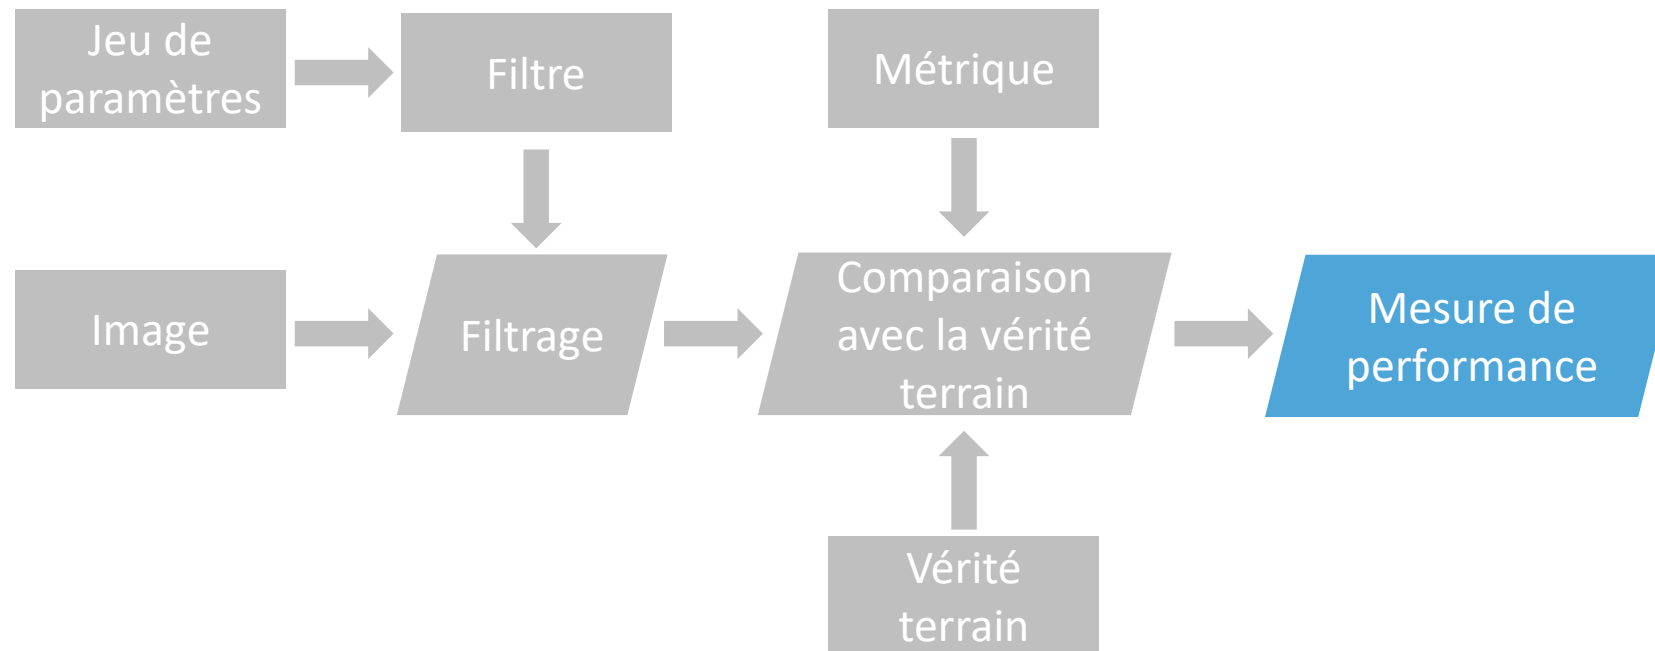 Jeu de
paramètres
Filtre
Métrique
Image
Filtrage
Comparaison
avec la vérité
terrain
Mesure de
performance
Vérité
terrain